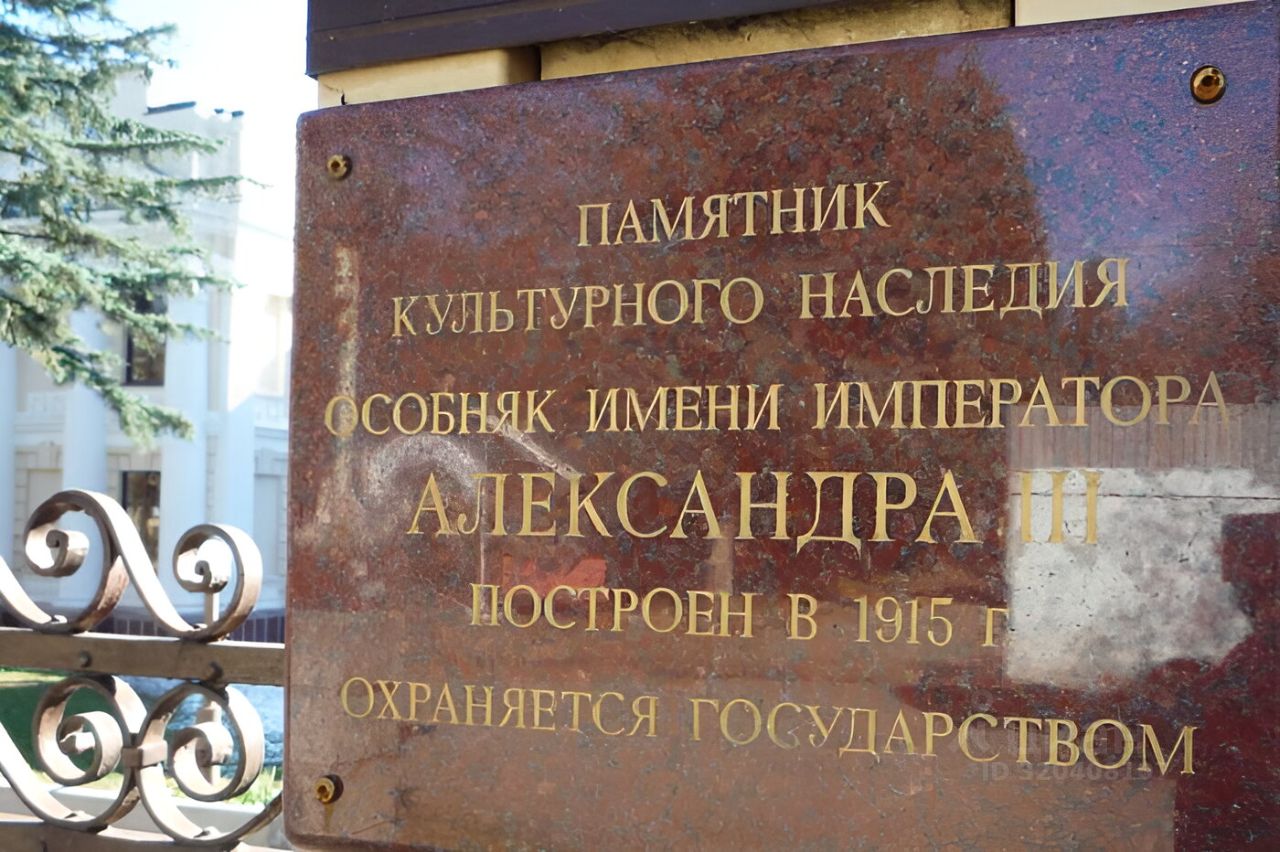 ПАМЯТНИК
КУЛЬТУРНОГО НАСЛЕДИЯ
ОСОБНЯК ИМЕНИ ИМПЕРАТОРА
АЛЕКСАНДРА III
ПОСТРОЕН В 1915 г
ОХРАНЯЕТСЯ ГОСУДАРСТВОМ